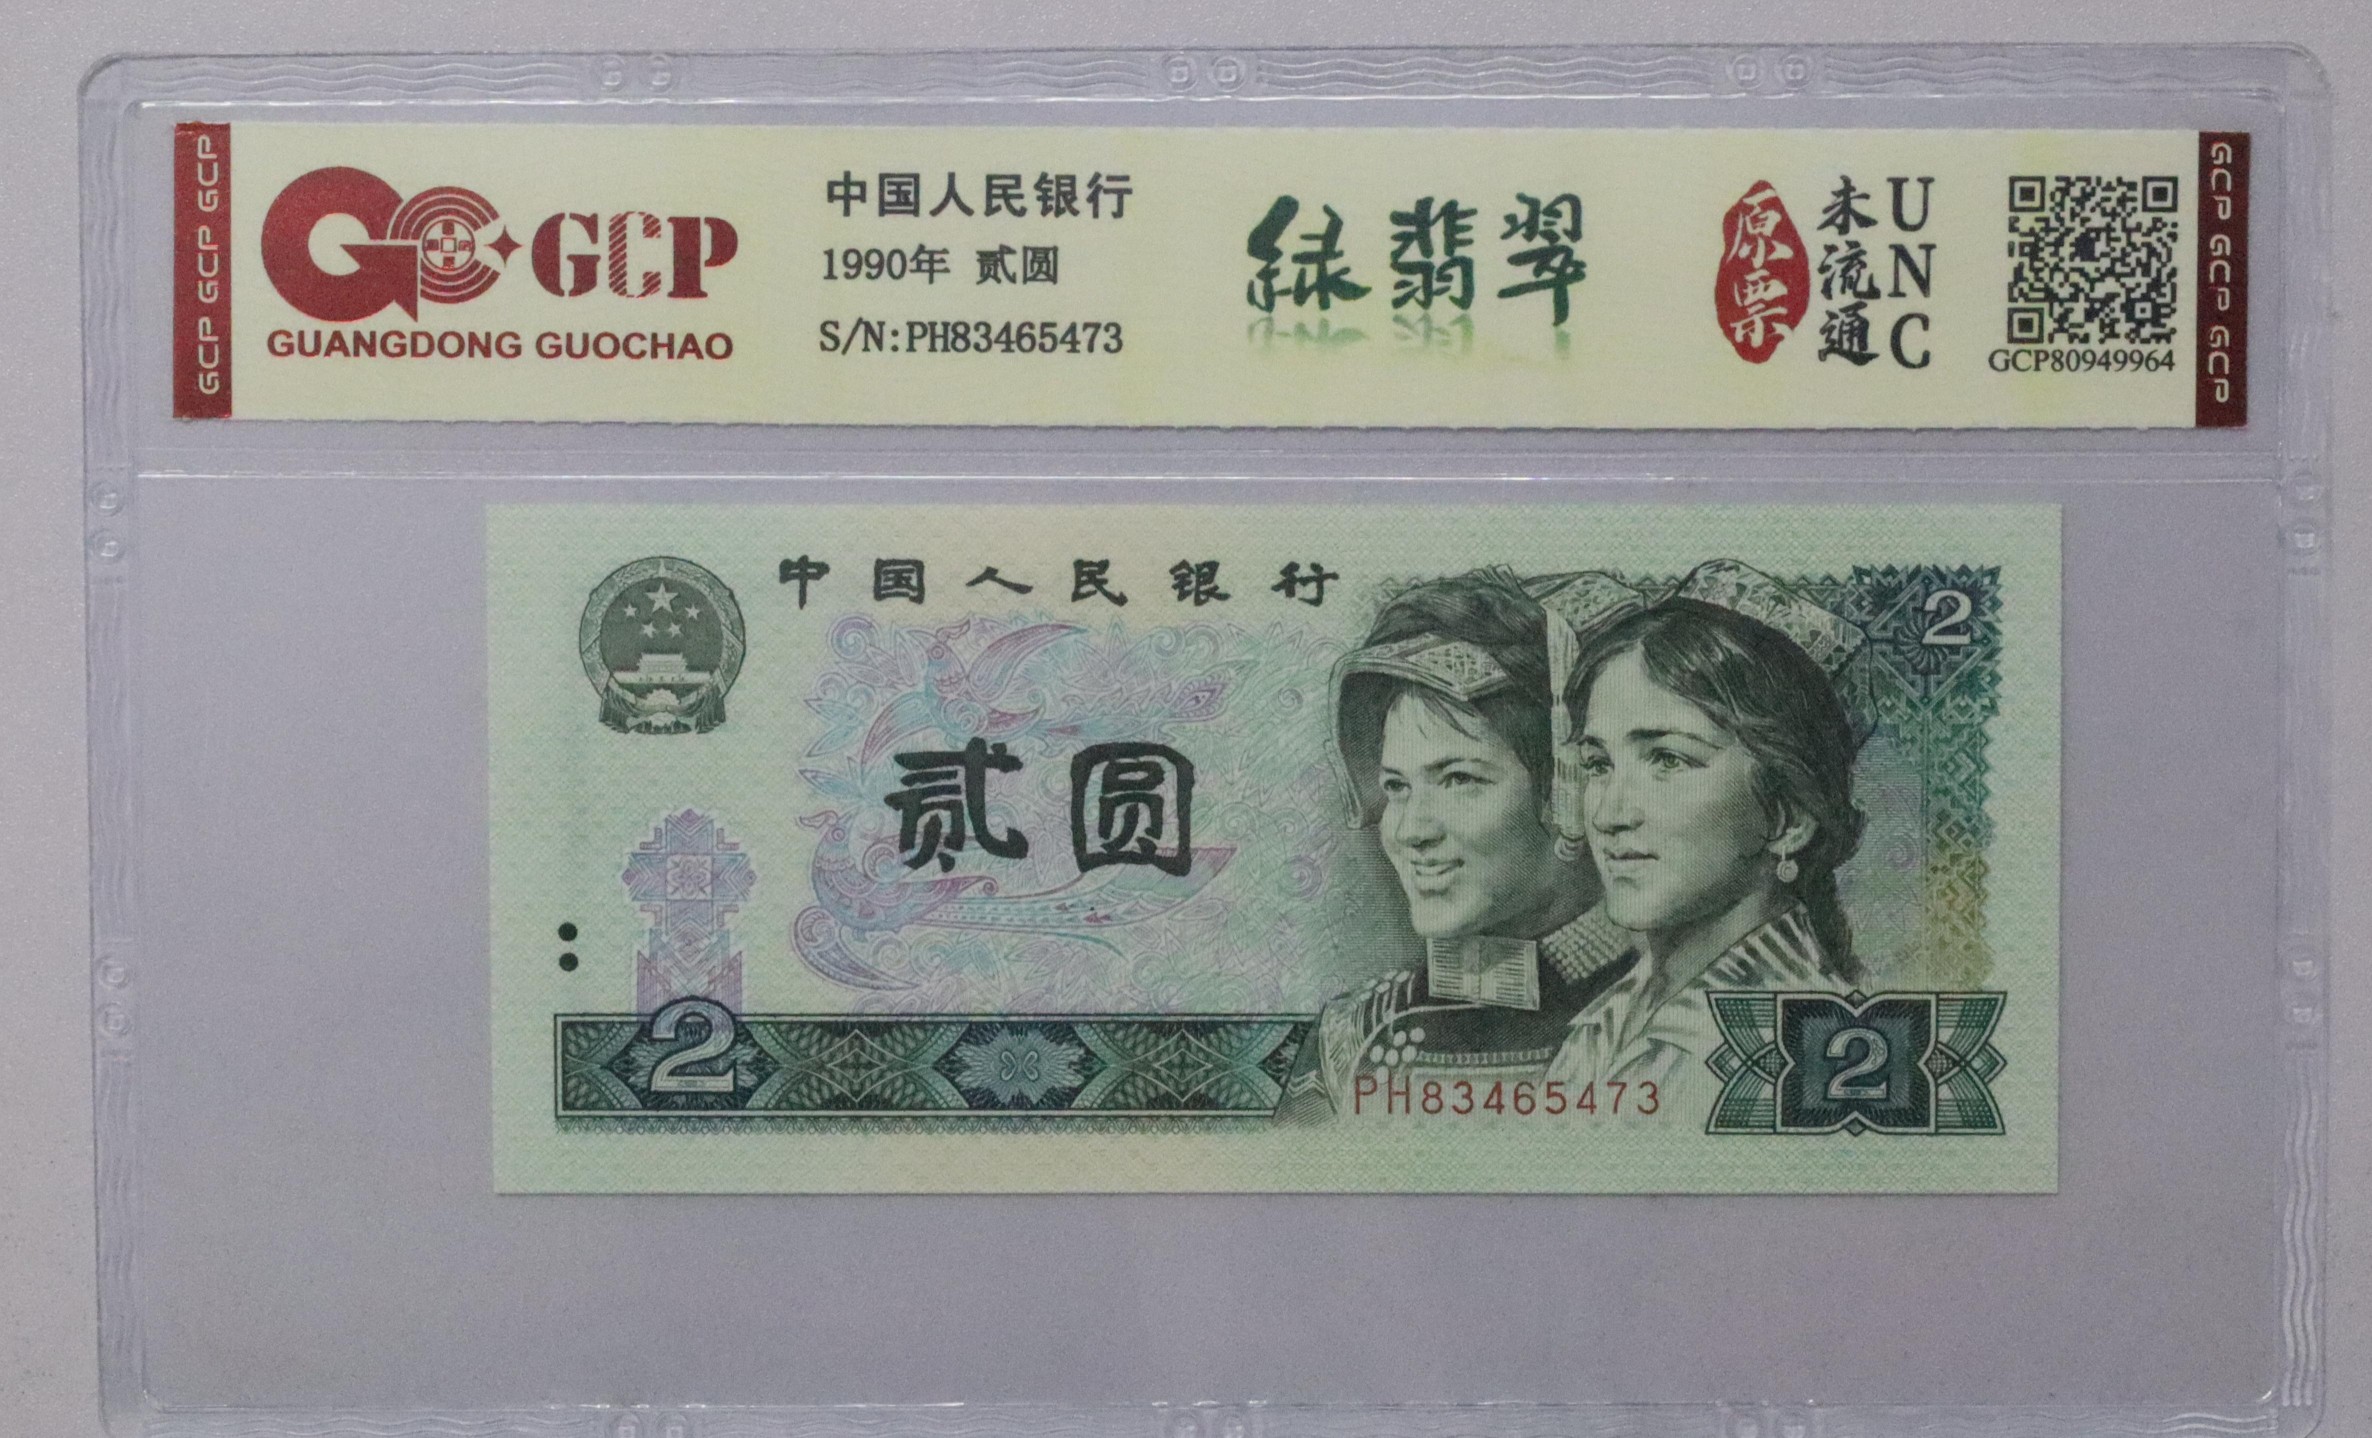 GCP GCP GCP
GCP
GUANGDONG GUOCHAO
中国人民银行
1990年 贰圆
S/N:PH83465473
绿翡翠
原票
未流通
UNC
GCP80949964
GCP GCP GCP
中国人民银行
2
贰圆
2
PH83465473
2